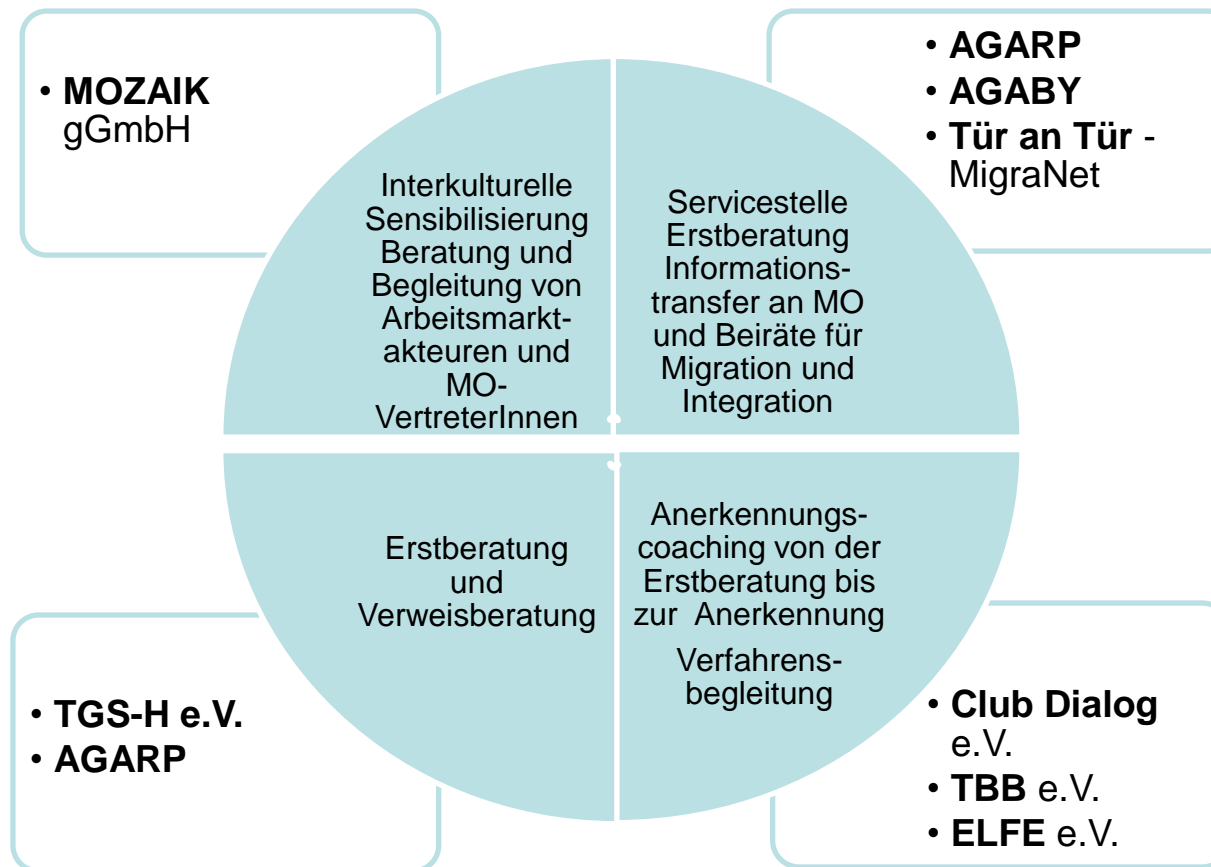 • MOZAIK
gGmbH
Interkulturelle
Sensibilisierung
Beratung und
Begleitung von
Arbeitsmarkt-
akteuren und
MO-
VertreterInnen
• AGARP
• AGABY
• Tür an Tür -
MigraNet
Servicestelle
Erstberatung
Informations-
transfer an MO
und Beiräte für
Migration und
Integration
• TGS-H e.V.
• AGARP
Erstberatung
und
Verweisberatung
Anerkennungs-
coaching von der
Erstberatung bis
zur Anerkennung
Verfahrens-
begleitung
• Club Dialog
e.V.
• TBB e.V.
• ELFE e.V.